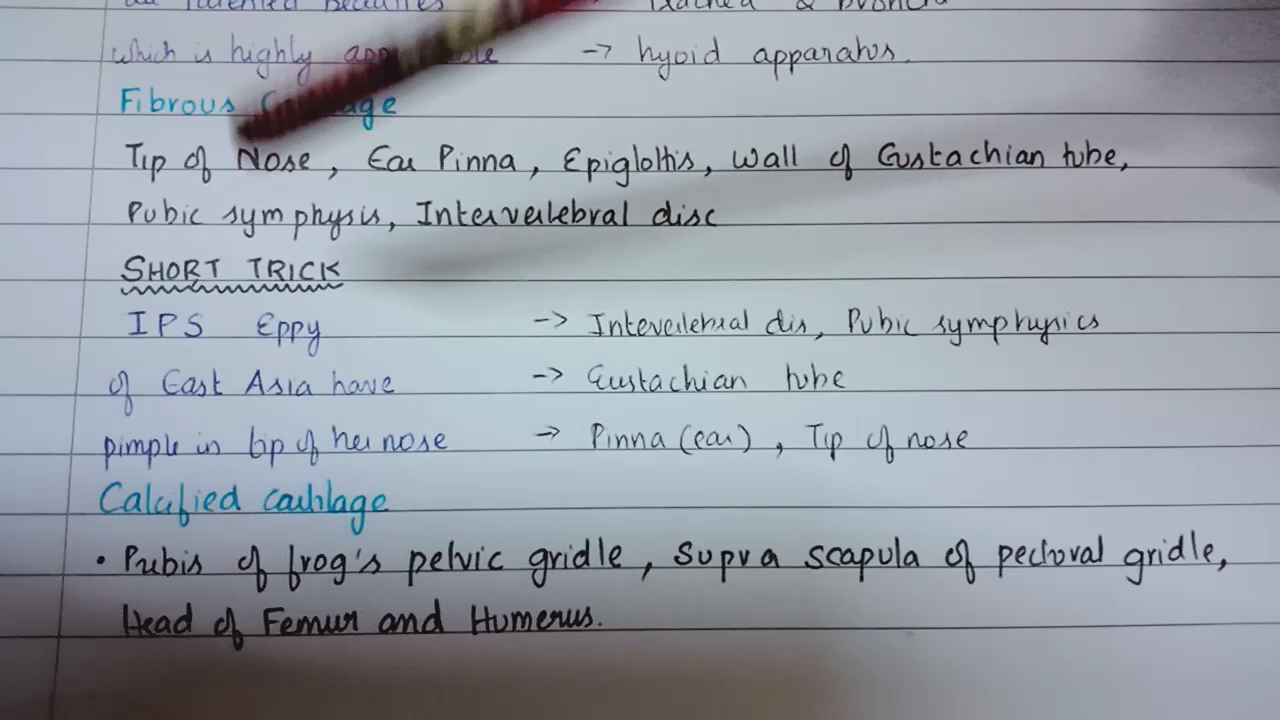 which is highly → hyoid apparatus.
Fibrous
Tip of Nose, Ear Pinna, Epiglottis, Wall of Eustachian tube,
Pubic symphysis, Intervertebral disc
SHORT TRICK
IPS Eppy → Intevertebral dis, Pubic symphysics
of East Asia have → Eustachian tube
pimple in tip of her nose → Pinna (ear), Tip of nose
Calcified cartilage
• Pubis of frog's pelvic gridle, Supra scapula of pectoral gridle,
Head of Femur and Humerus.